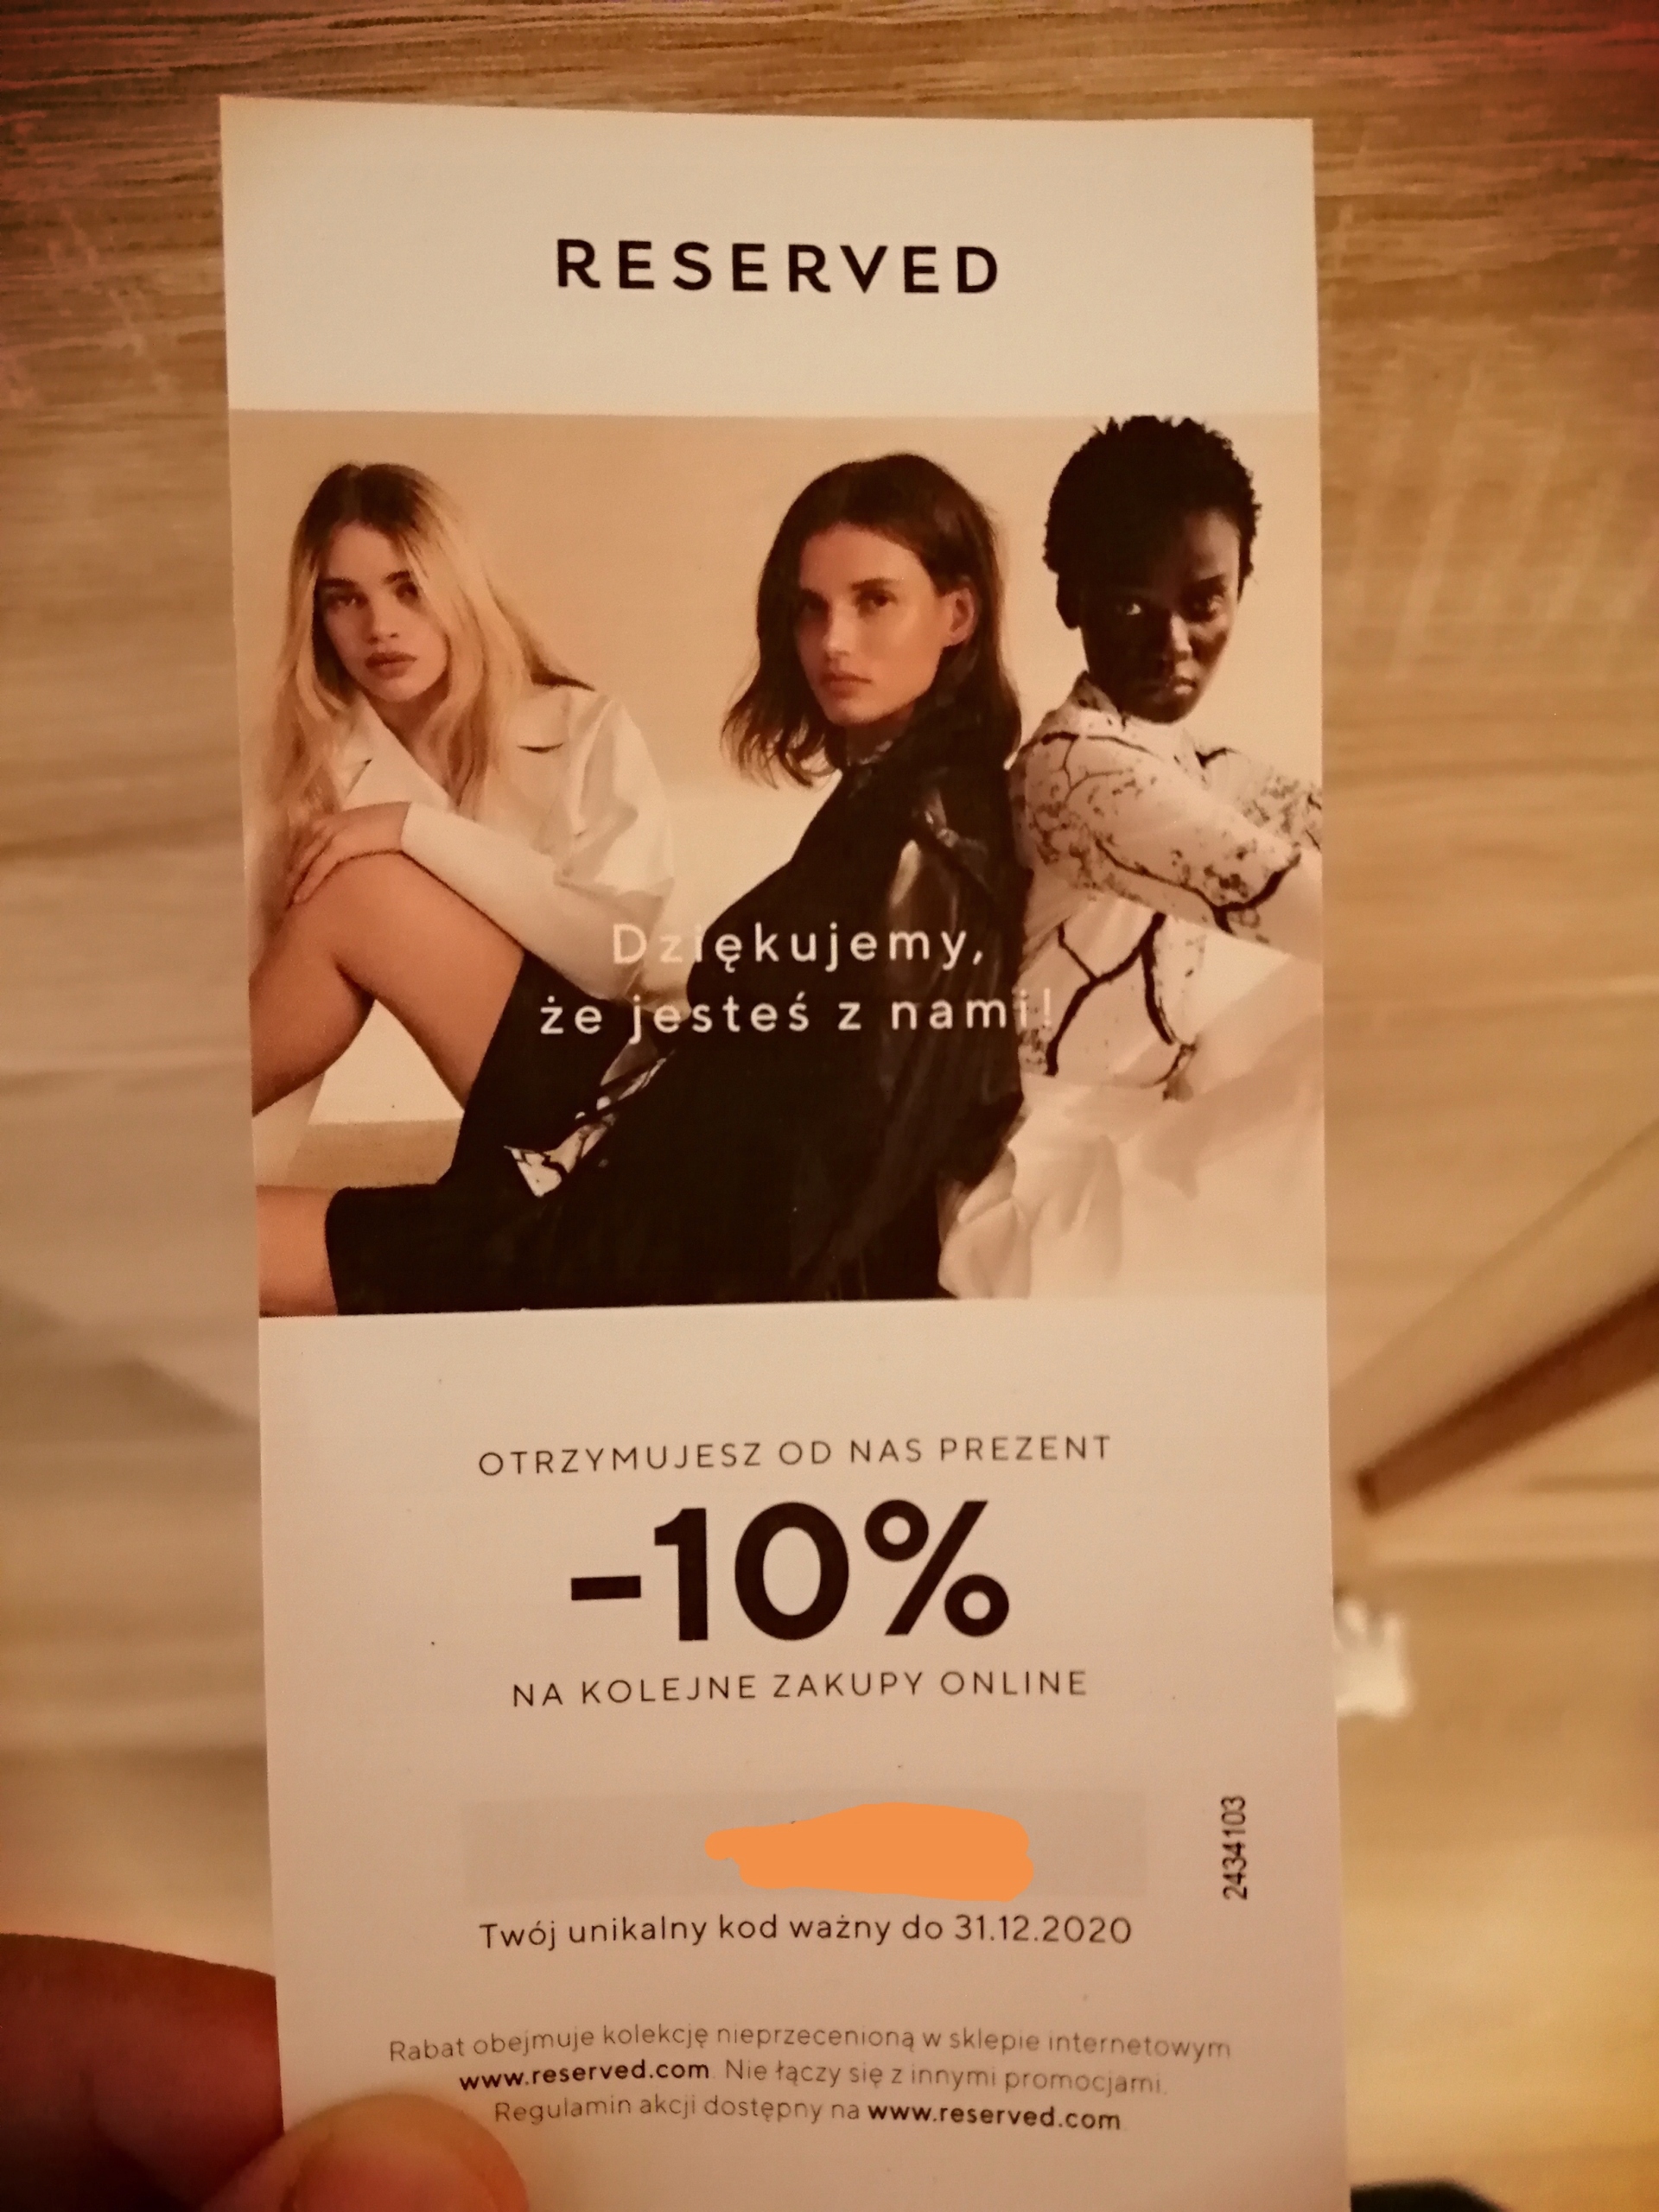 RESERVED
Dziękujemy,
że jesteś z nami!
OTRZYMUJESZ OD NAS PREZENT
-10%
NA KOLEJNE ZAKUPY ONLINE
2434103
Twój unikalny kod ważny do 31.12.2020
Rabat obejmuje kolekcję nieprzecenioną w sklepie internetowym
www.reserved.com. Nie łączy się z innymi promocjami.
Regulamin akcji dostępny na www.reserved.com